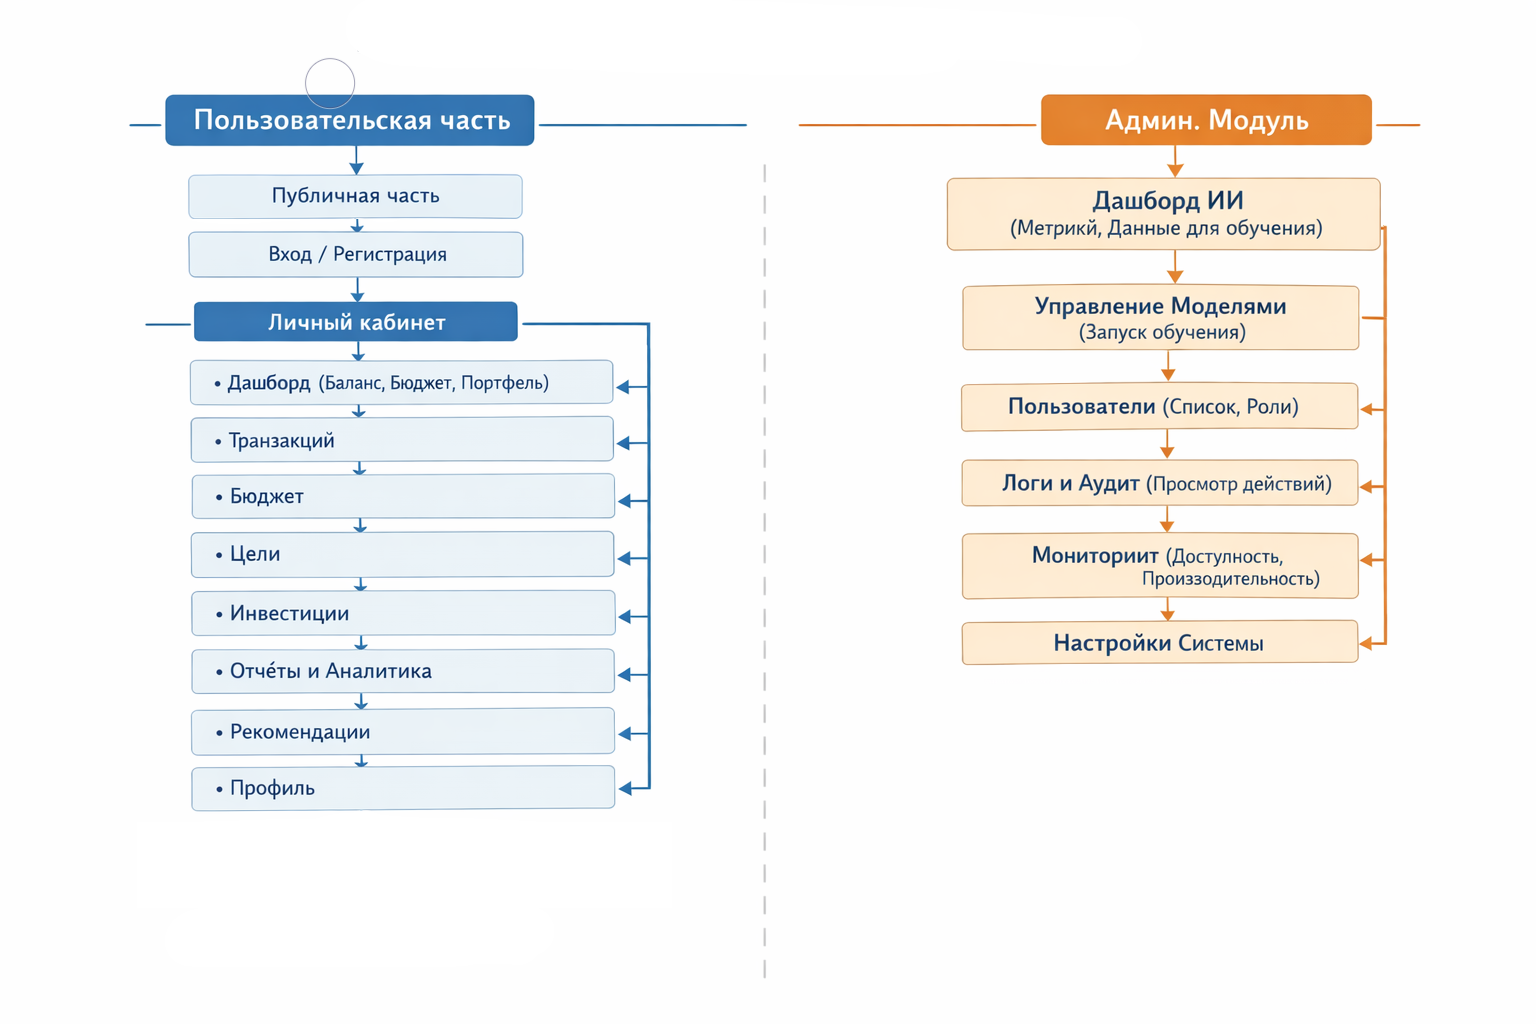 Пользовательская часть
Публичная часть
Вход / Регистрация
Личный кабинет
• Дашборд (Баланс, Бюджет, Портфель)
• Транзакций
• Бюджет
• Цели
• Инвестиции
• Отчéты и Аналитика
• Рекомендации
• Профиль
Админ. Модуль
Дашборд ИИ
(Метрикй, Данные для обучения)
Управление Моделями
(Запуск обучения)
Пользователи (Список, Роли)
Логи и Аудит (Просмотр действий)
Мониториит (Доступность,
Произзодительность)
Настройки Системы